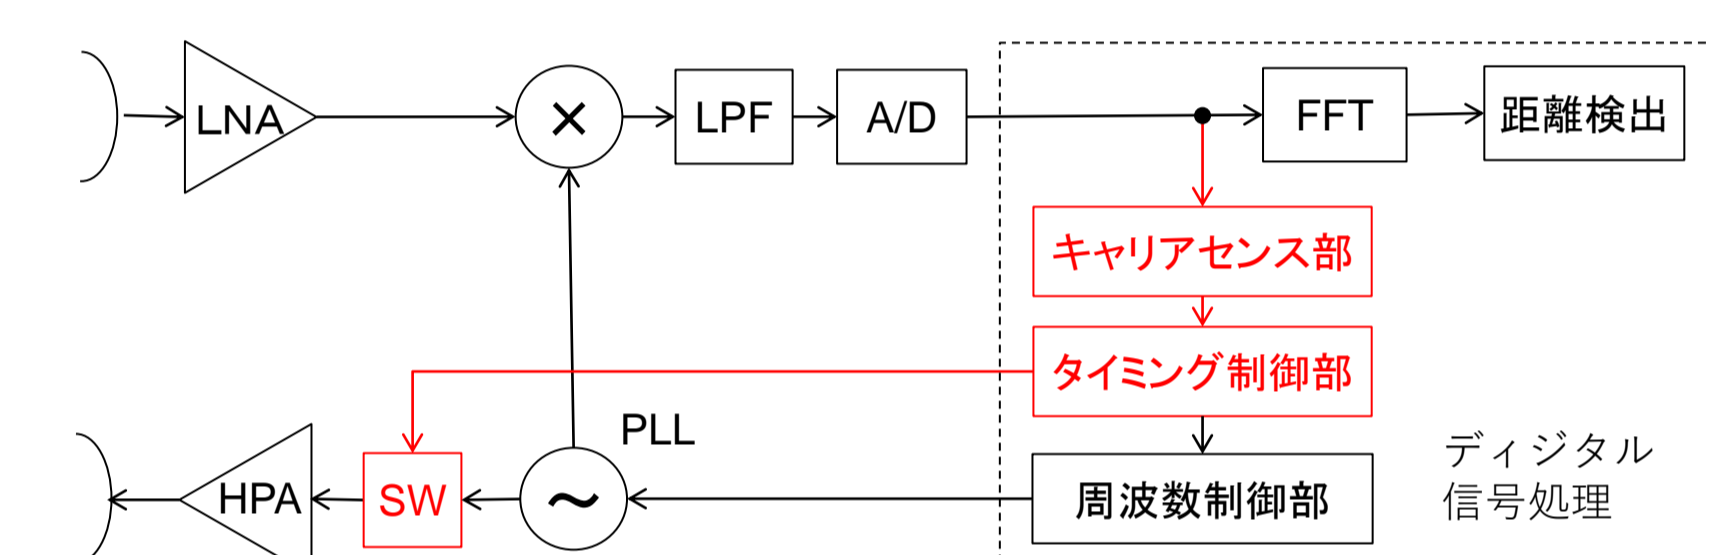 LNA
×
LPF
A/D
FFT
距離検出
キャリアセンス部
タイミング制御部
PLL
HPA
SW
~
周波数制御部
ディジタル
信号処理